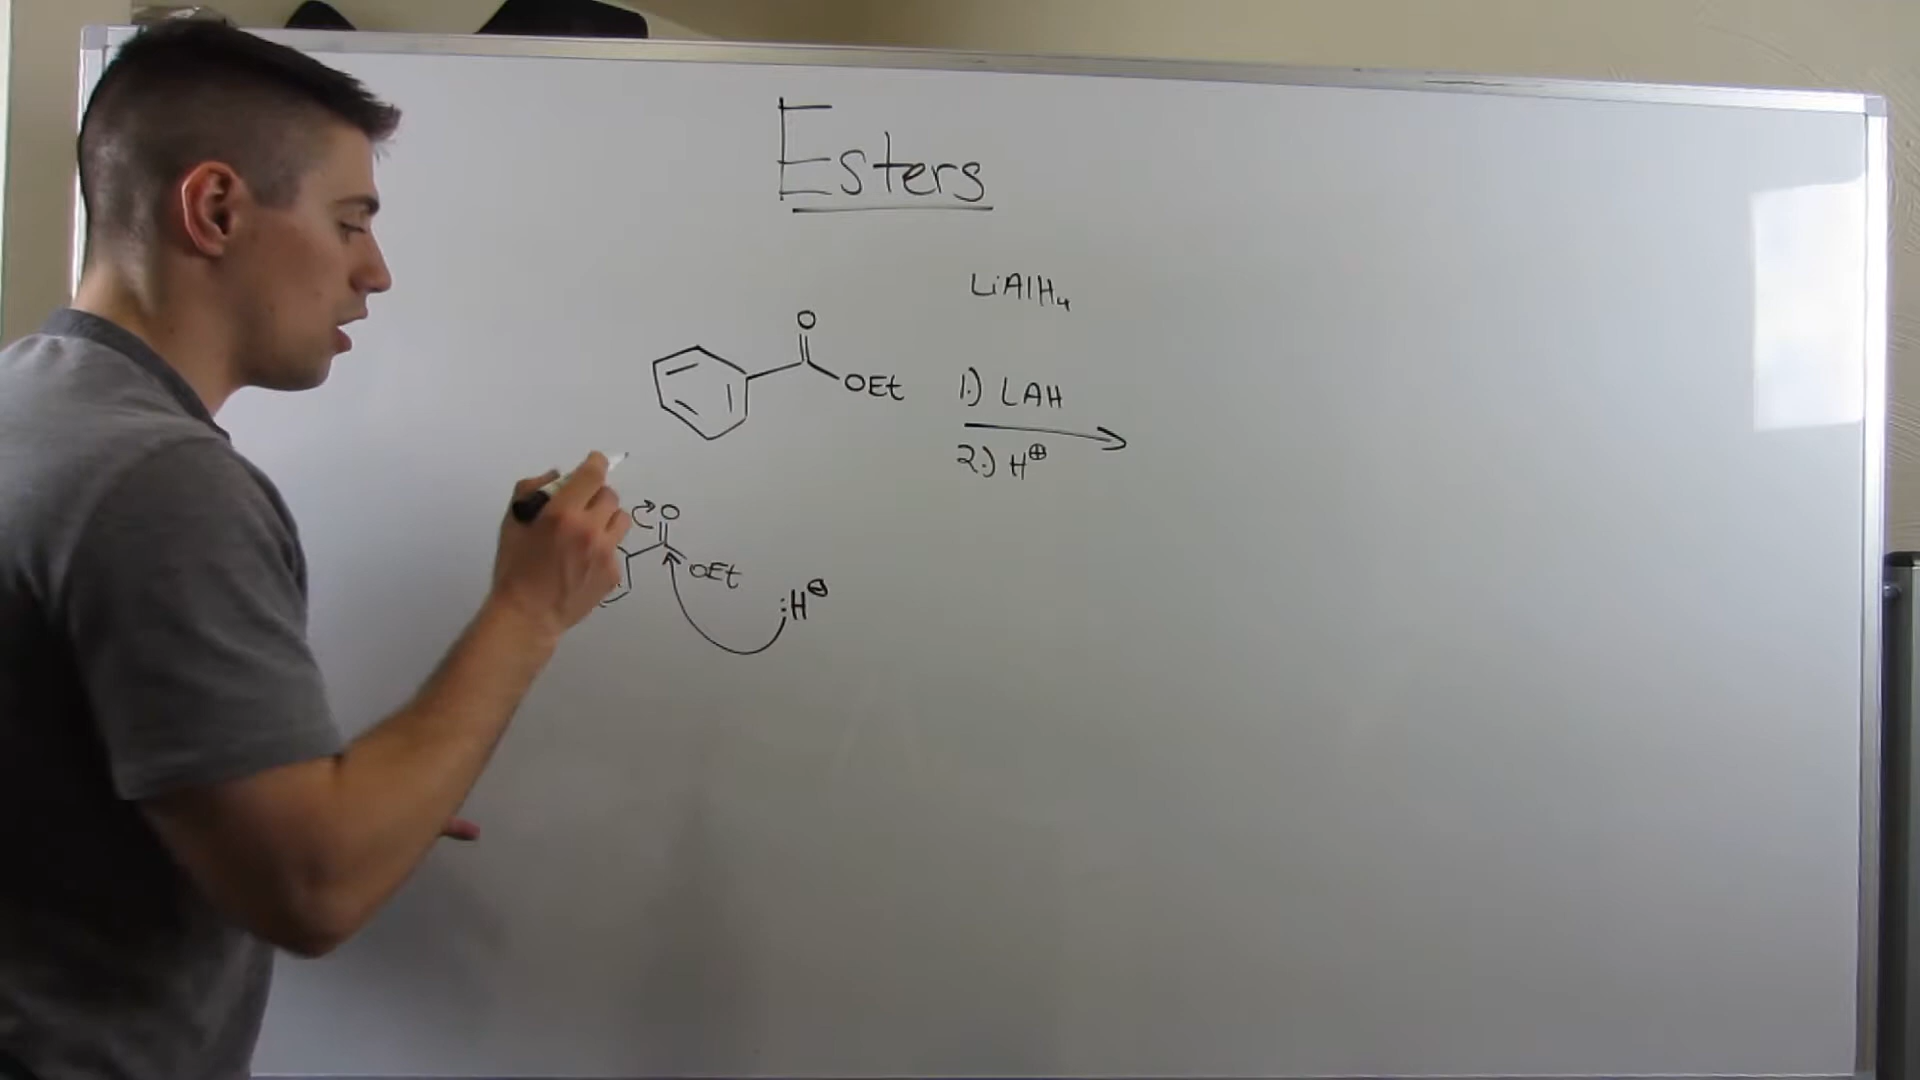 Esters
LiAlH₄
O
OEt
1.) LAH
2.) H⊕
O
OEt
:H⊖